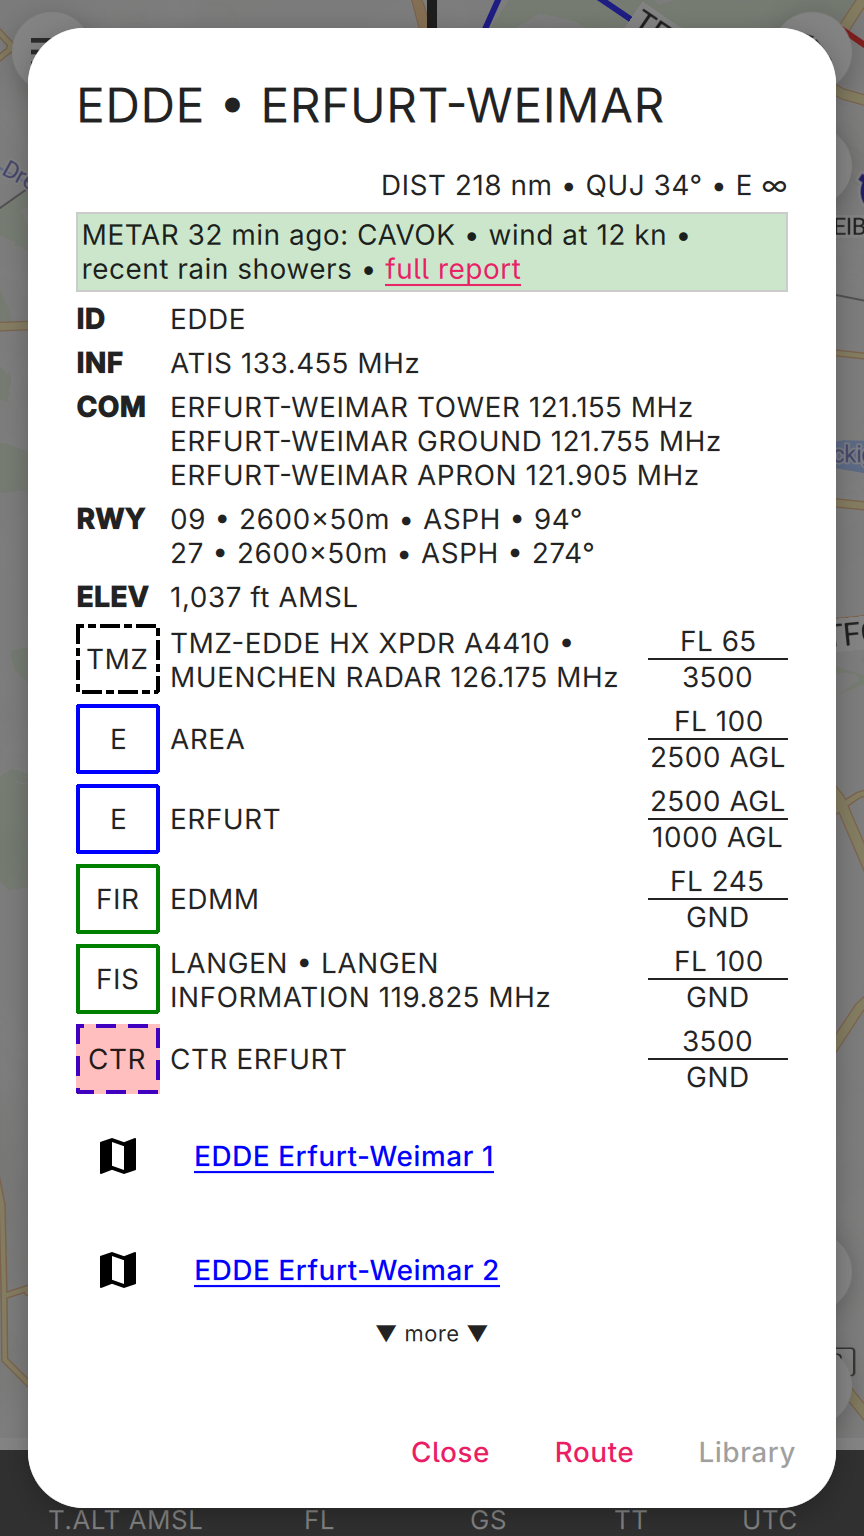 EDDE • ERFURT-WEIMAR
DIST 218 nm • QUJ 34° • E ∞
METAR 32 min ago: CAVOK • wind at 12 kn •
recent rain showers • full report
ID EDDE
INF ATIS 133.455 MHz
COM ERFURT-WEIMAR TOWER 121.155 MHz
ERFURT-WEIMAR GROUND 121.755 MHz
ERFURT-WEIMAR APRON 121.905 MHz
RWY 09 • 2600×50m • ASPH • 94°
27 • 2600×50m • ASPH • 274°
ELEV 1,037 ft AMSL
TMZ
TMZ-EDDE HX XPDR A4410 •
MUENCHEN RADAR 126.175 MHz
FL 65
3500
E
AREA
FL 100
2500 AGL
E
ERFURT
2500 AGL
1000 AGL
FIR
EDMM
FL 245
GND
FIS
LANGEN • LANGEN
INFORMATION 119.825 MHz
FL 100
GND
CTR
CTR ERFURT
3500
GND
EDDE Erfurt-Weimar 1
EDDE Erfurt-Weimar 2
▼ more ▼
Close Route Library
T.ALT AMSL FL GS TT UTC